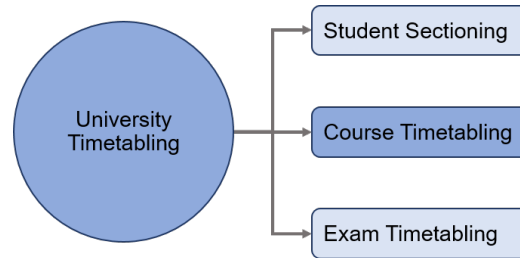 University
Timetabling
Student Sectioning
Course Timetabling
Exam Timetabling